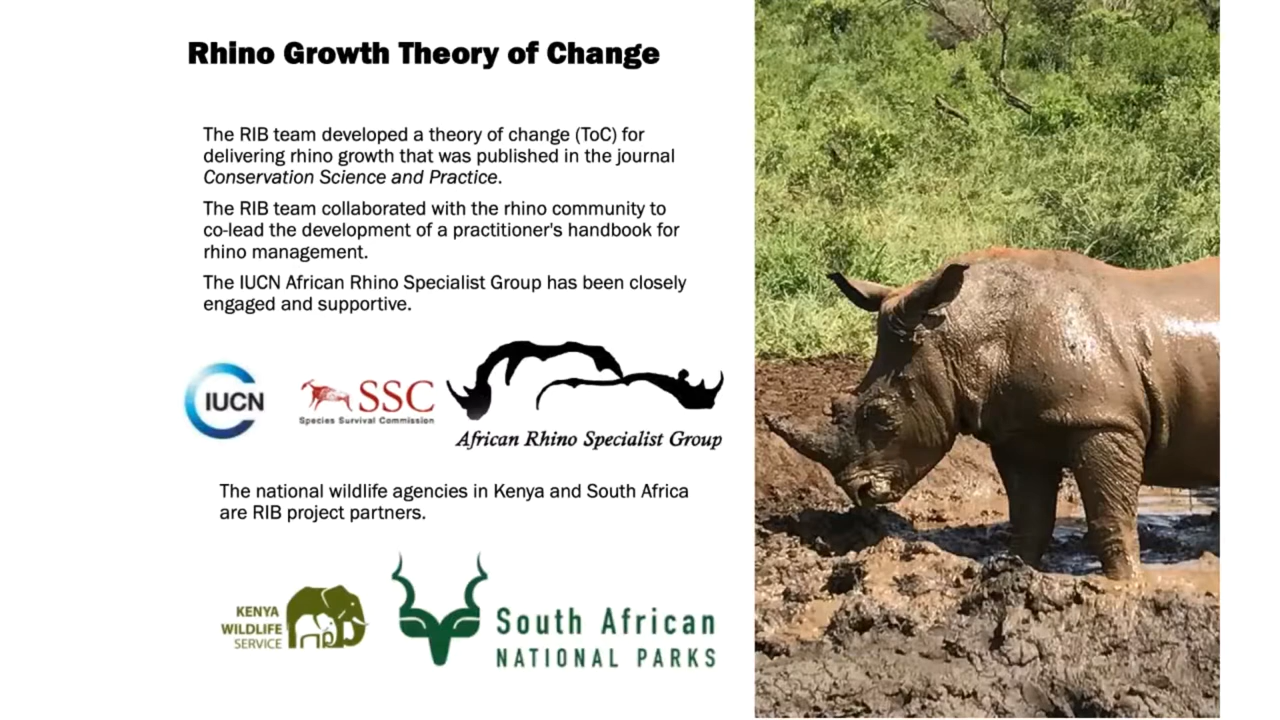 Rhino Growth Theory of Change
The RIB team developed a theory of change (ToC) for
delivering rhino growth that was published in the journal
Conservation Science and Practice.
The RIB team collaborated with the rhino community to
co-lead the development of a practitioner's handbook for
rhino management.
The IUCN African Rhino Specialist Group has been closely
engaged and supportive.
IUCN
SSC
Species Survival Commission
African Rhino Specialist Group
The national wildlife agencies in Kenya and South Africa
are RIB project partners.
KENYA
WILDLIFE
SERVICE
South African
NATIONAL PARKS